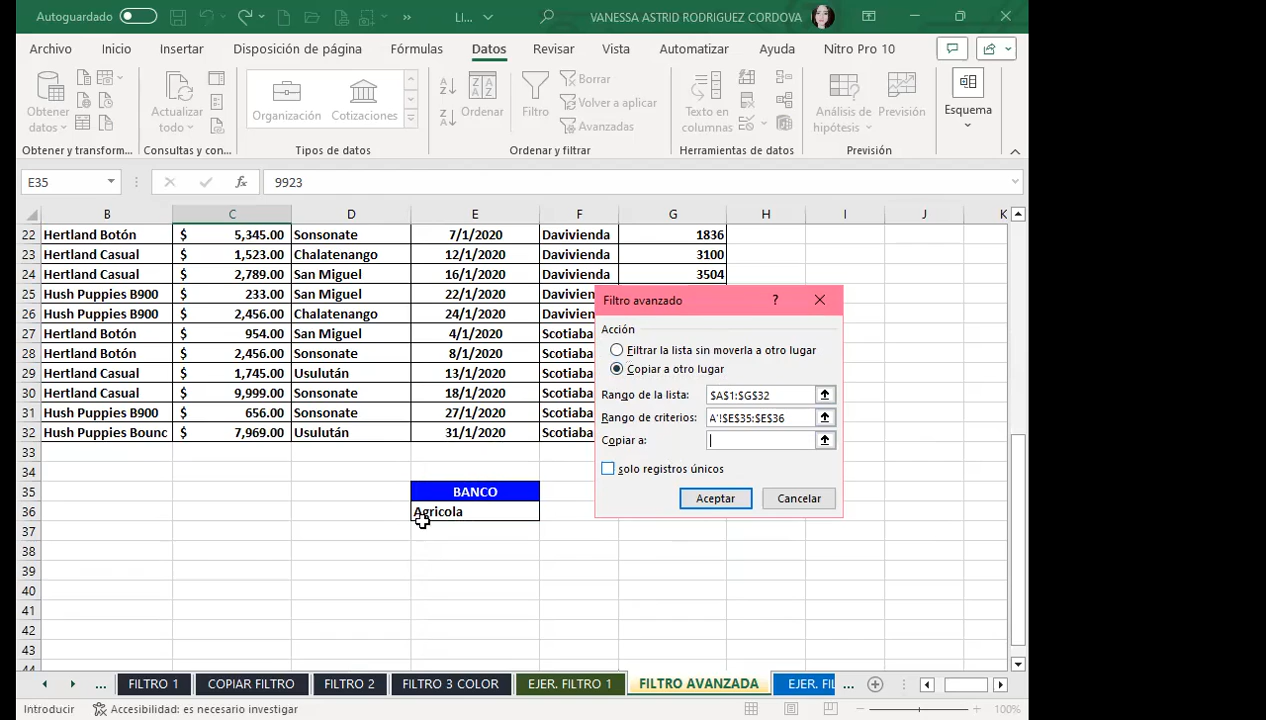 Autoguardado LI... VANESSA ASTRID RODRIGUEZ CORDOVA
Archivo Inicio Insertar Disposición de página Fórmulas Datos Revisar Vista Automatizar Ayuda Nitro Pro 10
Obtener datos Actualizar todo Organización Cotizaciones Ordenar Filtro Borrar Volver a aplicar Avanzadas Texto en columnas Análisis de hipótesis Previsión Esquema
Obtener y transform... Consultas y con... Tipos de datos Ordenar y filtrar Herramientas de datos Previsión
E35 fx 9923
B C D E F G H I J K
22 Hertland Botón $ 5,345.00 Sonsonate 7/1/2020 Davivienda 1836
23 Hertland Casual $ 1,523.00 Chalatenango 12/1/2020 Davivienda 3100
24 Hertland Casual $ 2,789.00 San Miguel 16/1/2020 Davivienda 3504
25 Hush Puppies B900 $ 233.00 San Miguel 22/1/2020 Davivien
26 Hush Puppies B900 $ 2,456.00 Chalatenango 24/1/2020 Davivien
27 Hertland Botón $ 954.00 San Miguel 4/1/2020 Scotiaba
28 Hertland Botón $ 2,456.00 Sonsonate 8/1/2020 Scotiaba
29 Hertland Casual $ 1,745.00 Usulután 13/1/2020 Scotiaba
30 Hertland Casual $ 9,999.00 Sonsonate 18/1/2020 Scotiaba
31 Hush Puppies B900 $ 656.00 Sonsonate 27/1/2020 Scotiaba
32 Hush Puppies Bounc $ 7,969.00 Usulután 31/1/2020 Scotiaba
33
34
35 BANCO
36 Agricola
37
38
39
40
41
42
43
44
Filtro avanzado ?
Acción
Filtrar la lista sin moverla a otro lugar
Copiar a otro lugar
Rango de la lista: $A$1:$G$32
Rango de criterios: A'!$E$35:$E$36
Copiar a:
solo registros únicos
Aceptar Cancelar
... FILTRO 1 COPIAR FILTRO FILTRO 2 FILTRO 3 COLOR EJER. FILTRO 1 FILTRO AVANZADA EJER. FIL ...
Introducir Accesibilidad: es necesario investigar 100%